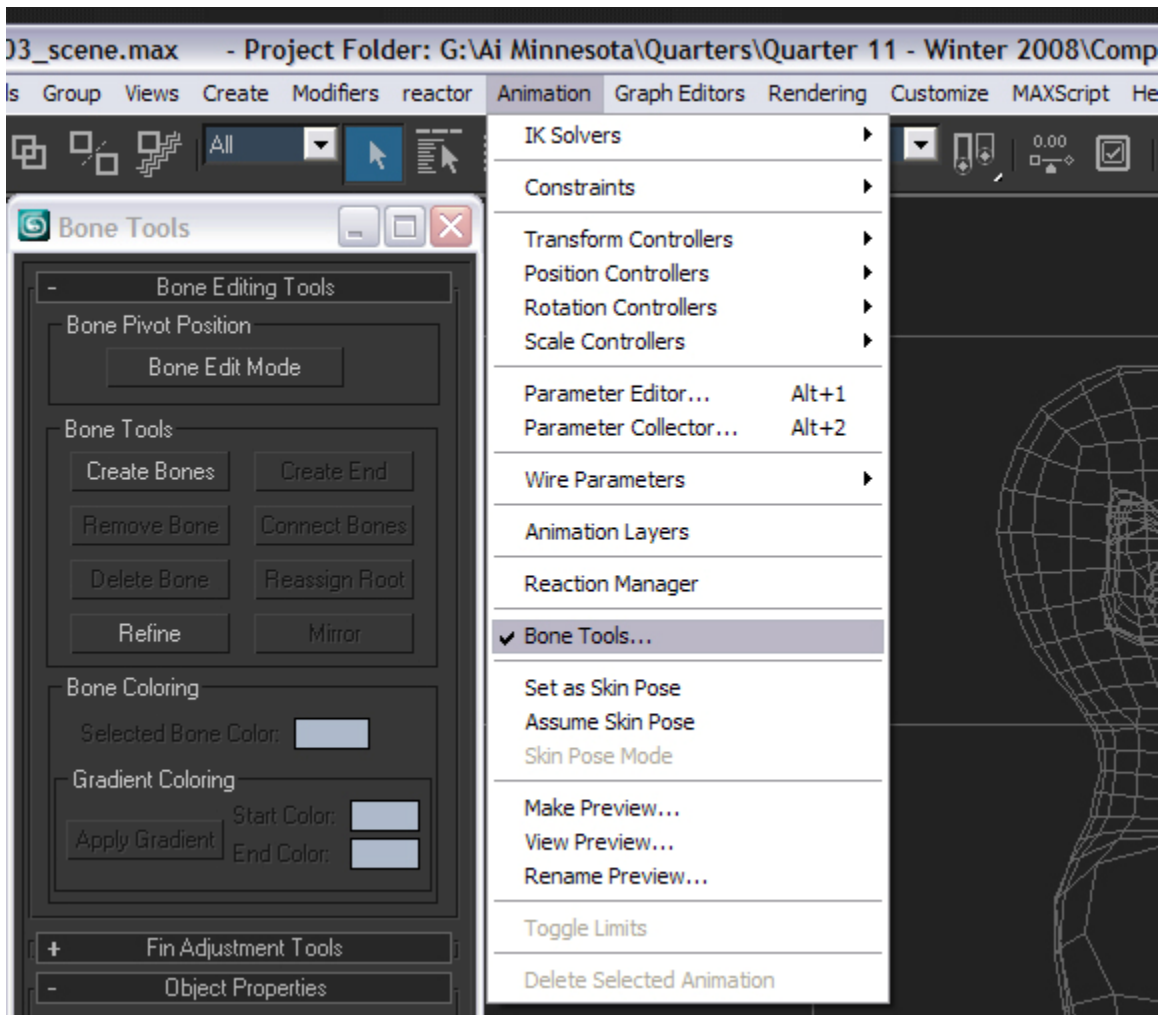 03_scene.max - Project Folder: G:\Ai Minnesota\Quarters\Quarter 11 - Winter 2008\Comp
ls Group Views Create Modifiers reactor Animation Graph Editors Rendering Customize MAXScript He
All
0.00
Bone Tools
- Bone Editing Tools
Bone Pivot Position
Bone Edit Mode
Bone Tools
Create Bones Create End
Remove Bone Connect Bones
Delete Bone Reassign Root
Refine Mirror
Bone Coloring
Selected Bone Color:
Gradient Coloring
Apply Gradient
Start Color:
End Color:
+ Fin Adjustment Tools
- Object Properties
IK Solvers
Constraints
Transform Controllers
Position Controllers
Rotation Controllers
Scale Controllers
Parameter Editor... Alt+1
Parameter Collector... Alt+2
Wire Parameters
Animation Layers
Reaction Manager
Bone Tools...
Set as Skin Pose
Assume Skin Pose
Skin Pose Mode
Make Preview...
View Preview...
Rename Preview...
Toggle Limits
Delete Selected Animation